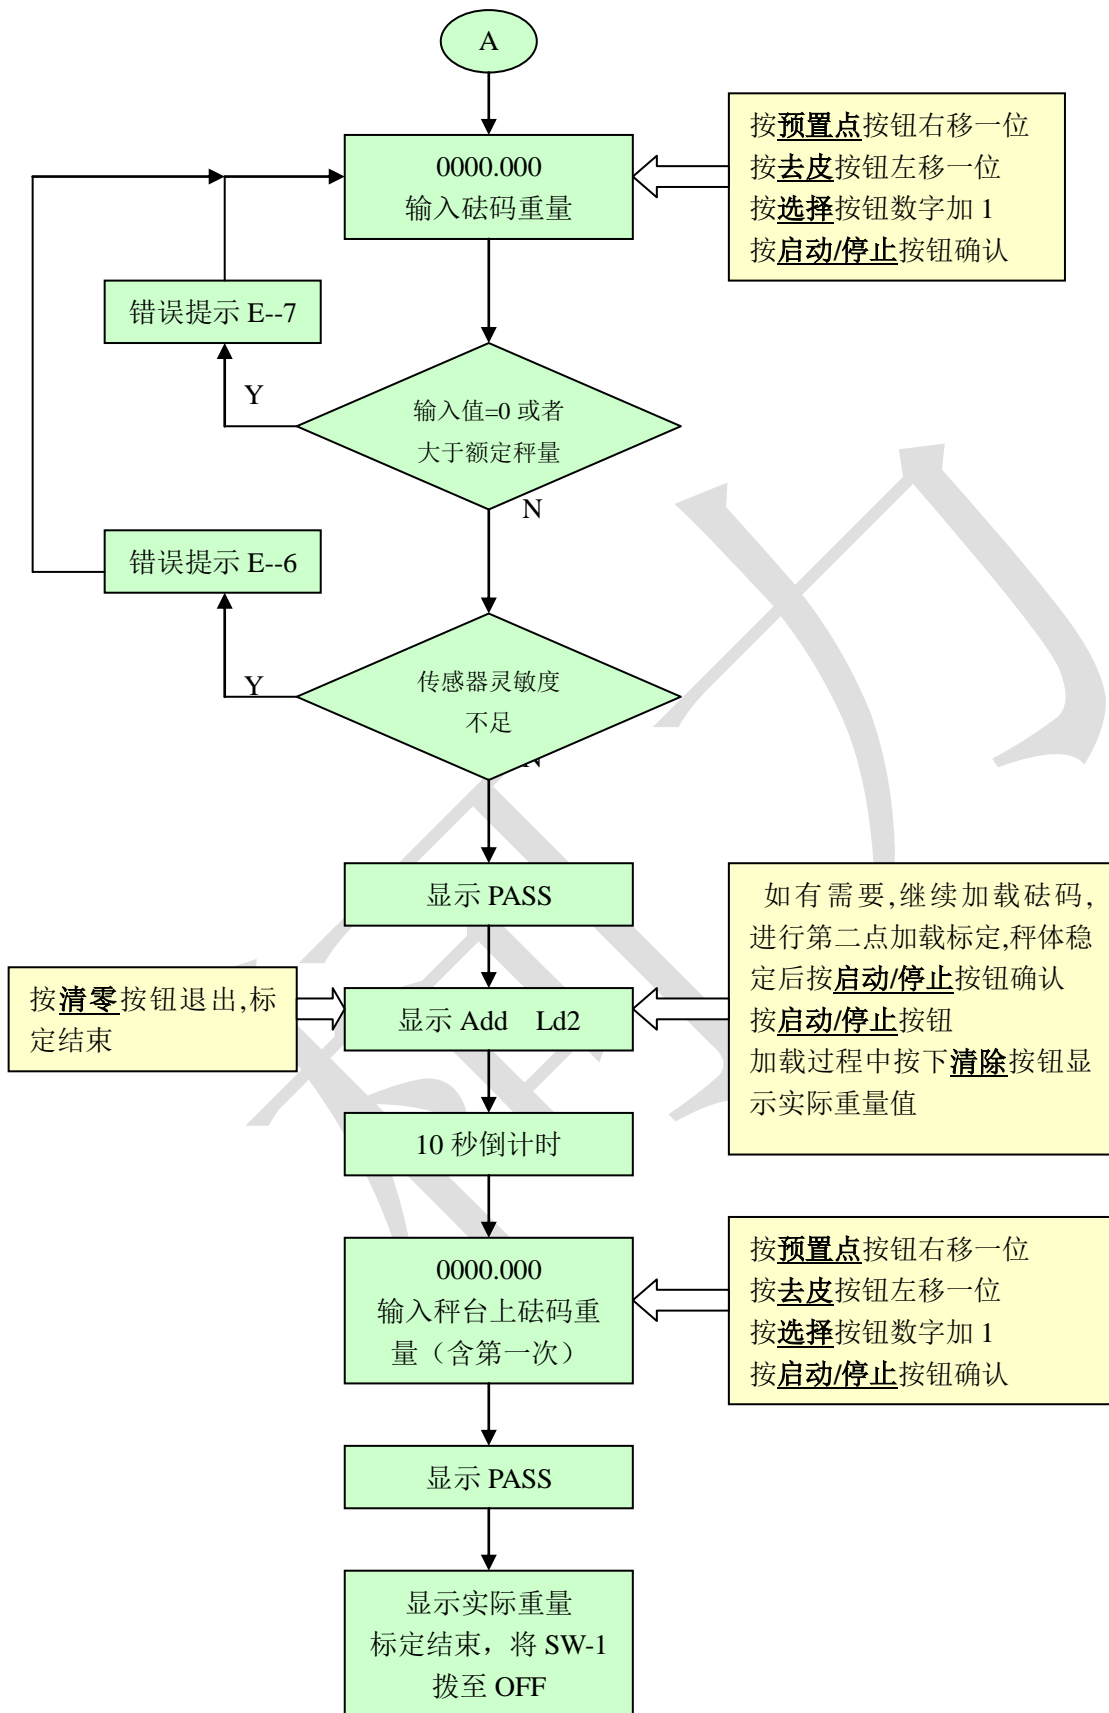 A
0000.000
输入砝码重量
按预置点按钮右移一位
按去皮按钮左移一位
按选择按钮数字加 1
按启动/停止按钮确认
错误提示 E--7
Y
输入值=0 或者
大于额定秤量
N
错误提示 E--6
Y
传感器灵敏度
不足
N
显示 PASS
如有需要,继续加载砝码,
进行第二点加载标定,秤体稳
定后按启动/停止按钮确认
按启动/停止按钮
加载过程中按下清除按钮显
示实际重量值
按清零按钮退出,标
定结束
显示 Add Ld2
10 秒倒计时
0000.000
输入秤台上砝码重
量（含第一次）
按预置点按钮右移一位
按去皮按钮左移一位
按选择按钮数字加 1
按启动/停止按钮确认
显示 PASS
显示实际重量
标定结束，将 SW-1
拨至 OFF